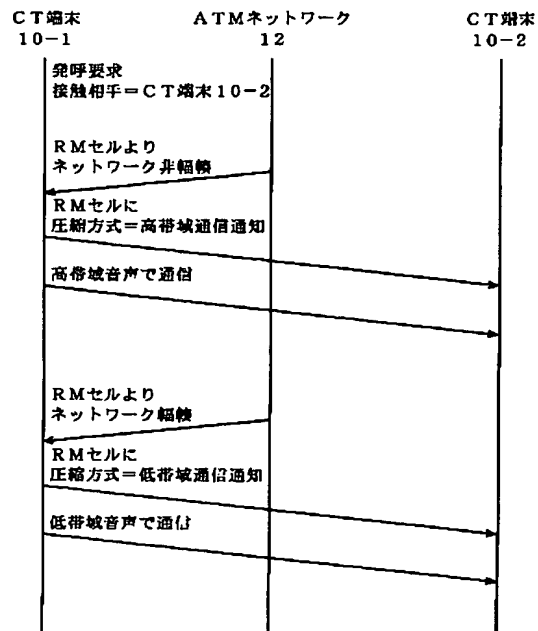 CT端末 ATMネットワーク CT端末
10-1 12 10-2
発呼要求
接触相手=CT端末10-2
RMセルより
ネットワーク非輻輳
RMセルに
圧縮方式=高帯域通信通知
高帯域音声で通信
RMセルより
ネットワーク輻輳
RMセルに
圧縮方式=低帯域通信通知
低帯域音声で通信